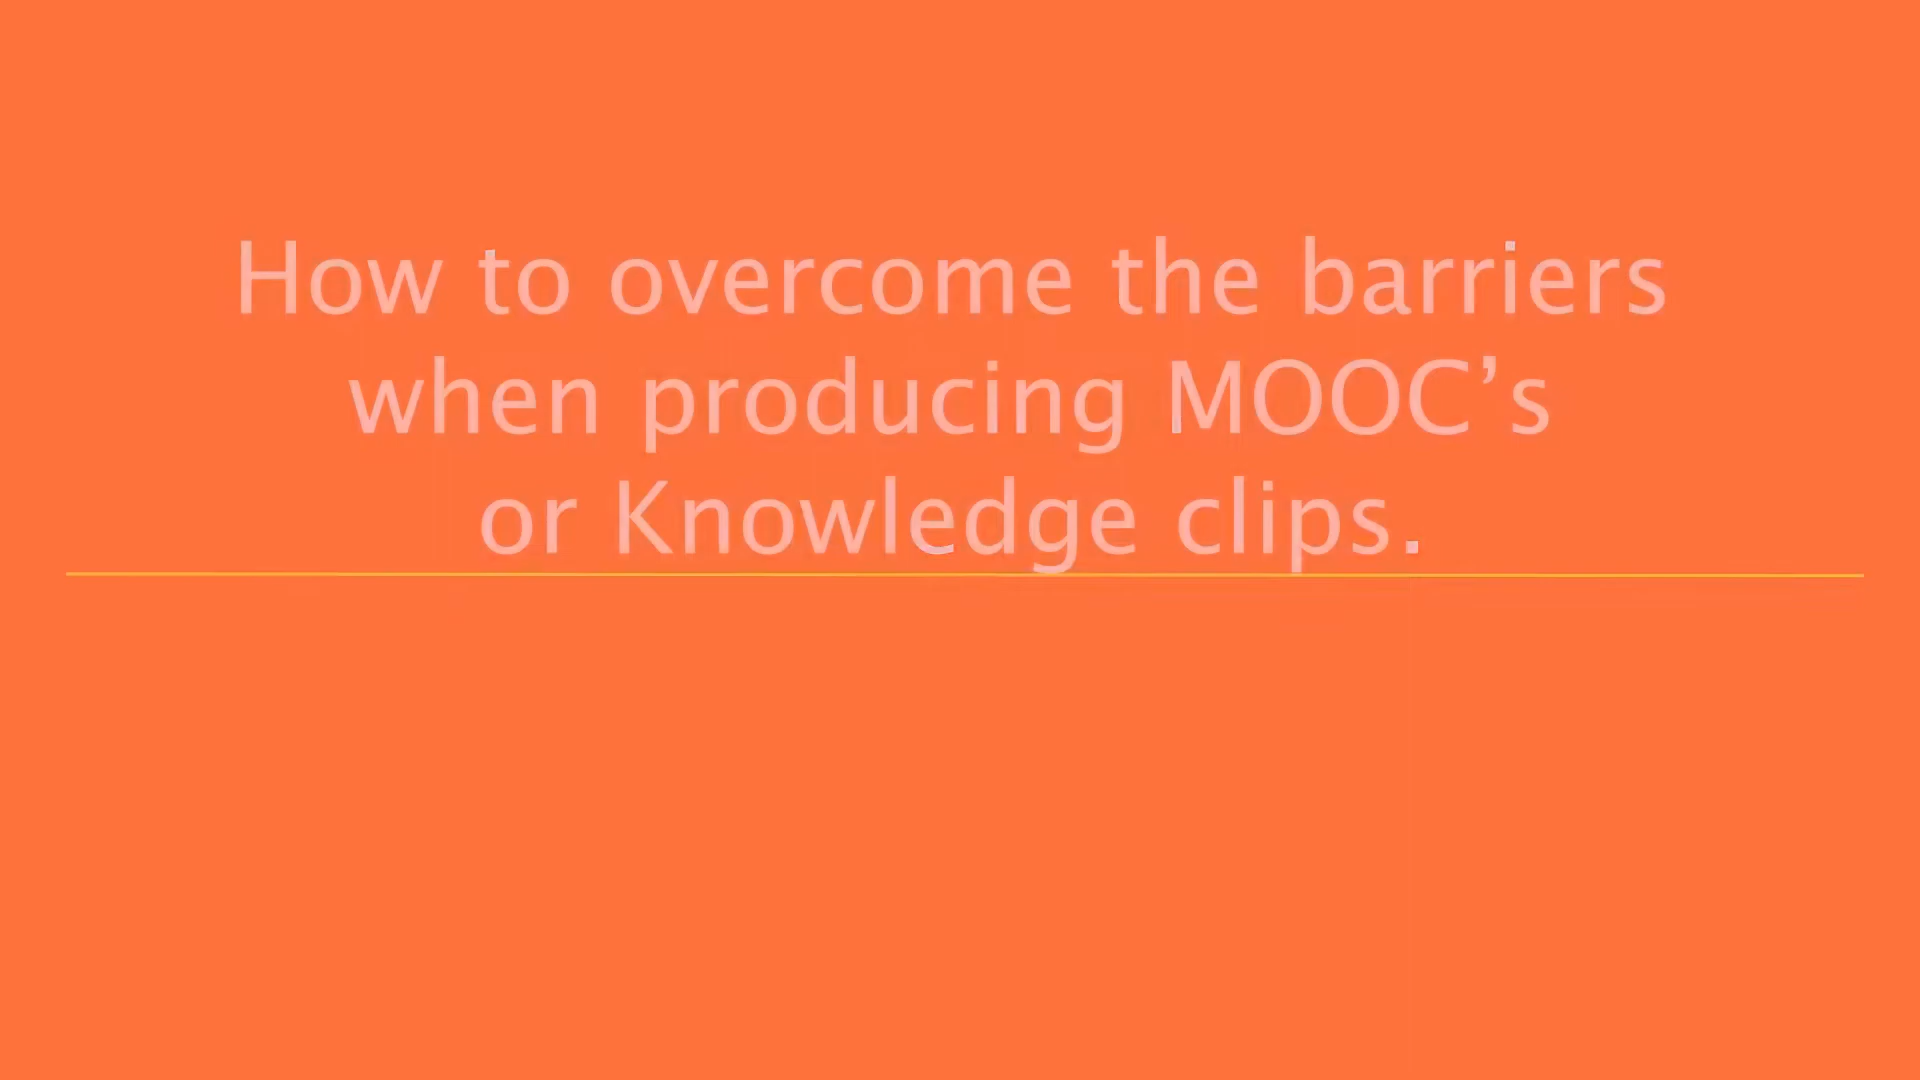 How to overcome the barriers
when producing MOOC’s
or Knowledge clips.